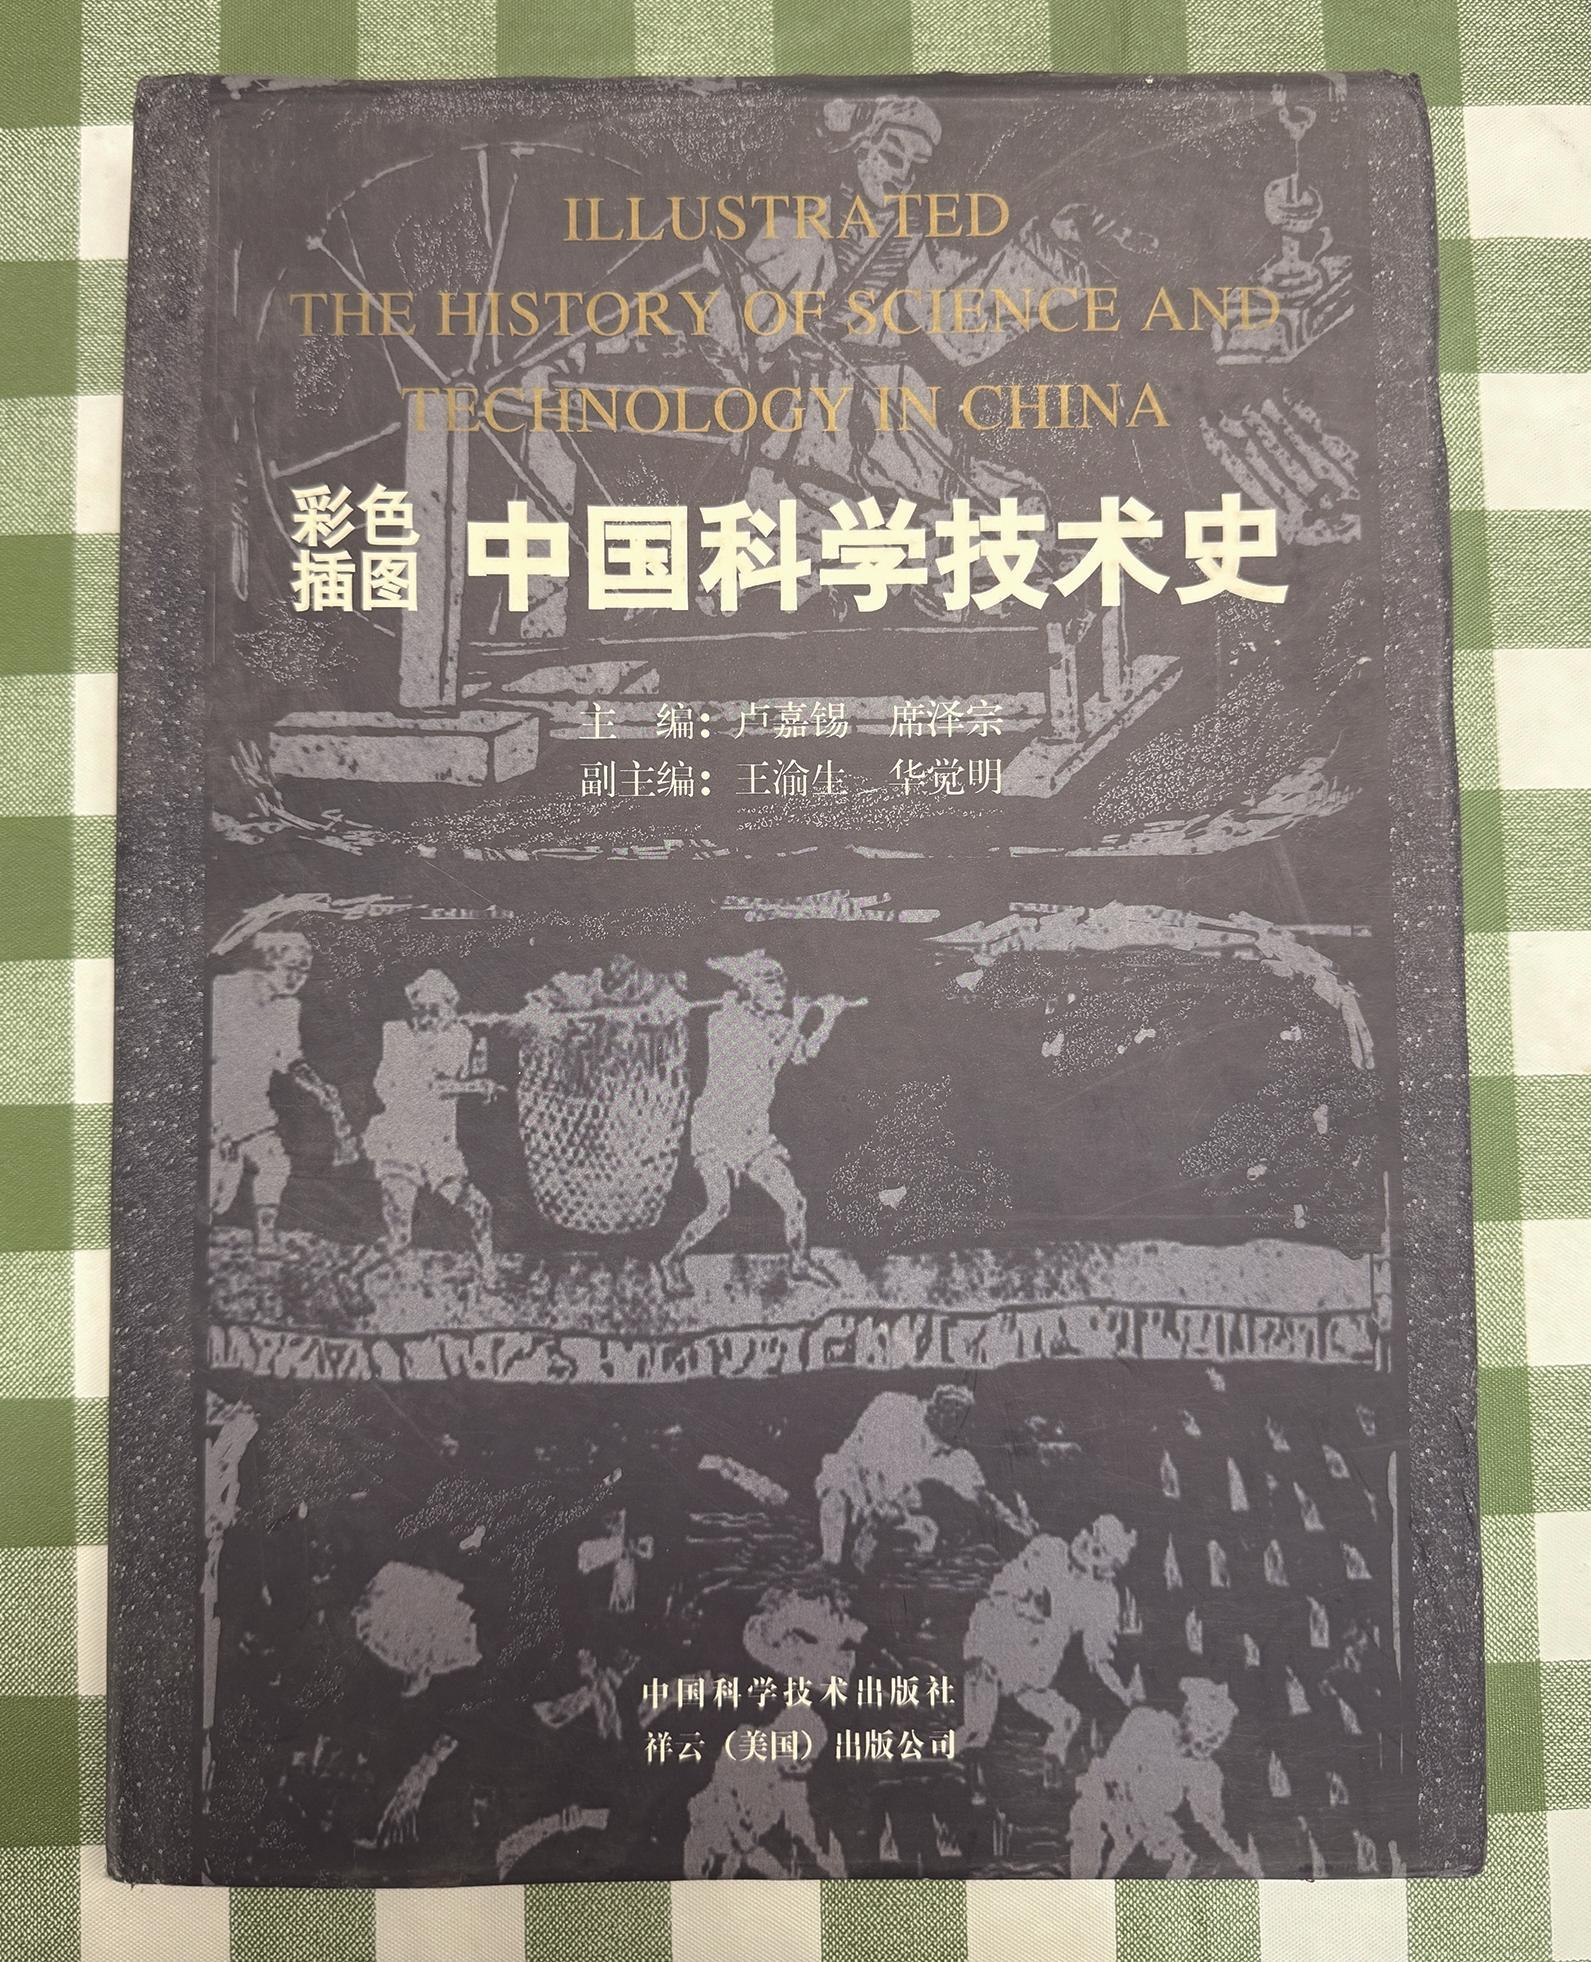 ILLUSTRATED
THE HISTORY OF SCIENCE AND
TECHNOLOGY IN CHINA
彩色
插图
中国科学技术史
主 编：卢嘉锡 席泽宗
副主编：王渝生 华觉明
中国科学技术出版社
祥云（美国）出版公司